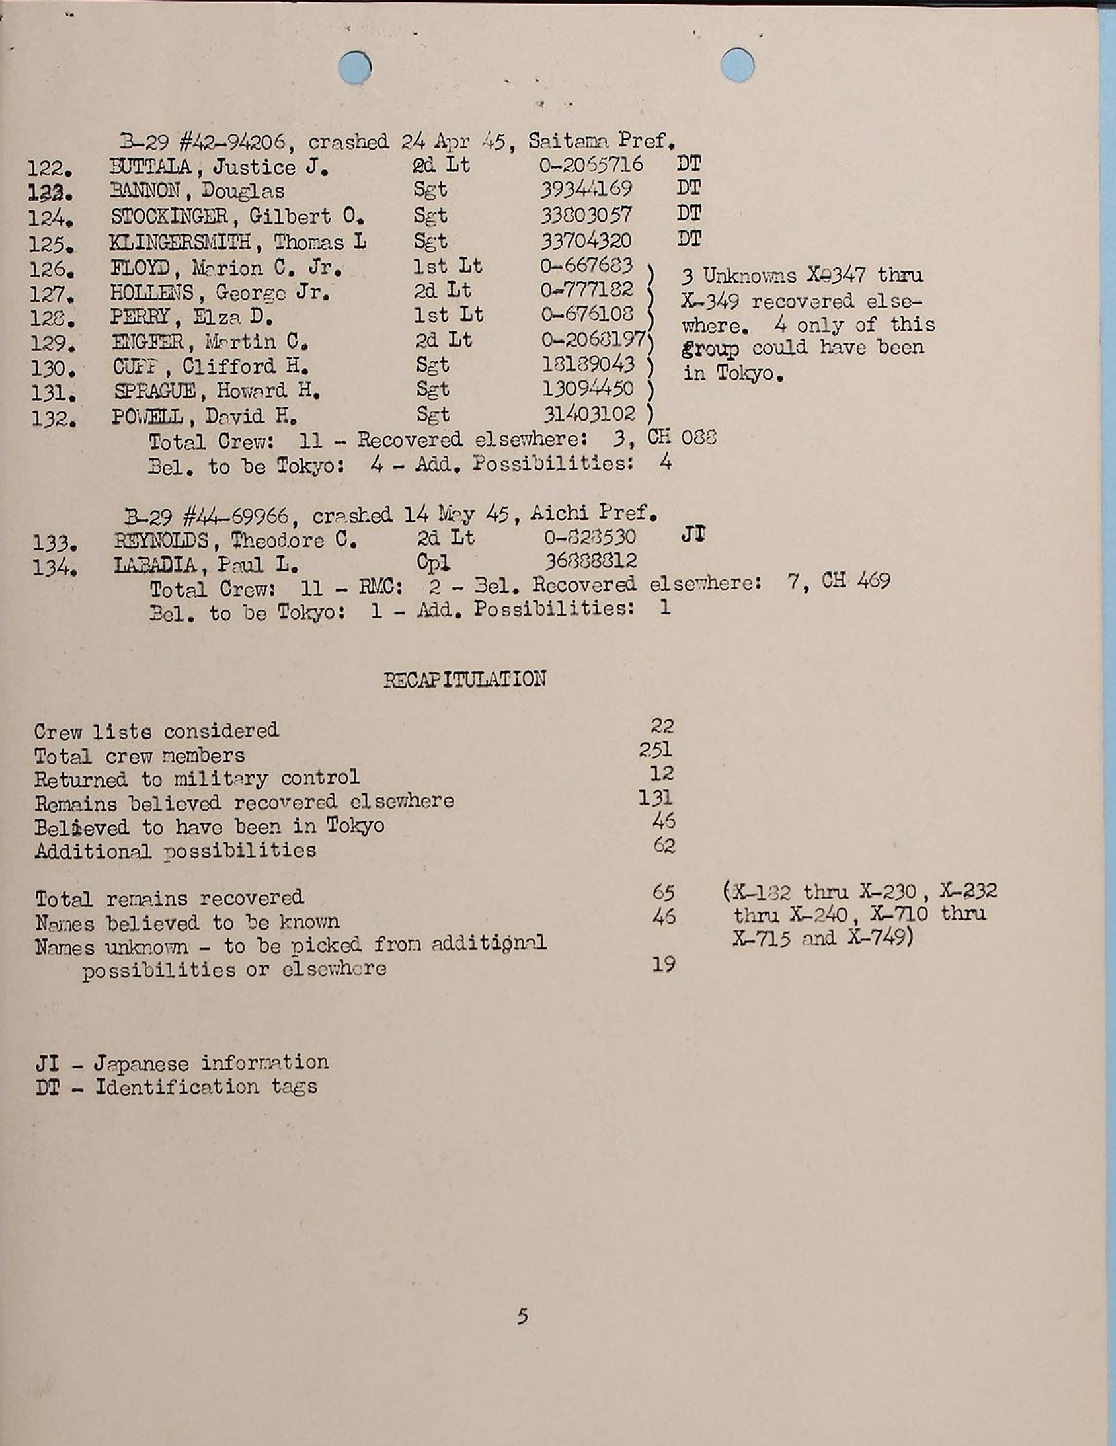 B-29 #42-94206, crashed 24 Apr 45, Saitama Pref.
122. BUTTALA, Justice J. 2d Lt 0-2065716 DT
123. BANNON, Douglas Sgt 39344169 DT
124. STOCKINGER, Gilbert O. Sgt 33803057 DT
125. KLINGERSMITH, Thomas L Sgt 33704320 DT
126. FLOYD, Marion C. Jr. 1st Lt 0-667683 )
127. HOLLENS, George Jr. 2d Lt 0-777182 )
128. PERRY, Elza D. 1st Lt 0-676108 )
129. ENGFER, Martin C. 2d Lt 0-2068197)
130. CUPP, Clifford H. Sgt 18189043 )
131. SPRAGUE, Howard H. Sgt 13094450 )
132. POWELL, David H. Sgt 31403102 )
3 Unknowns X-347 thru
X-349 recovered else-
where. 4 only of this
group could have been
in Tokyo.
Total Crew: 11 - Recovered elsewhere: 3, CH 088
Bel. to be Tokyo: 4 - Add. Possibilities: 4
B-29 #44-69966, crashed 14 May 45, Aichi Pref.
133. REYNOLDS, Theodore C. 2d Lt 0-828530 JI
134. LABADIA, Paul L. Cpl 36888812
Total Crew: 11 - RMC: 2 - Bel. Recovered elsewhere: 7, CH 469
Bel. to be Tokyo: 1 - Add. Possibilities: 1
RECAPITULATION
Crew lists considered 22
Total crew members 251
Returned to military control 12
Remains believed recovered elsewhere 131
Believed to have been in Tokyo 46
Additional possibilities 62
Total remains recovered 65 (X-182 thru X-230, X-232
Names believed to be known 46 thru X-240, X-710 thru
Names unknown - to be picked from additional X-715 and X-749)
possibilities or elsewhere 19
JI - Japanese information
DT - Identification tags
5